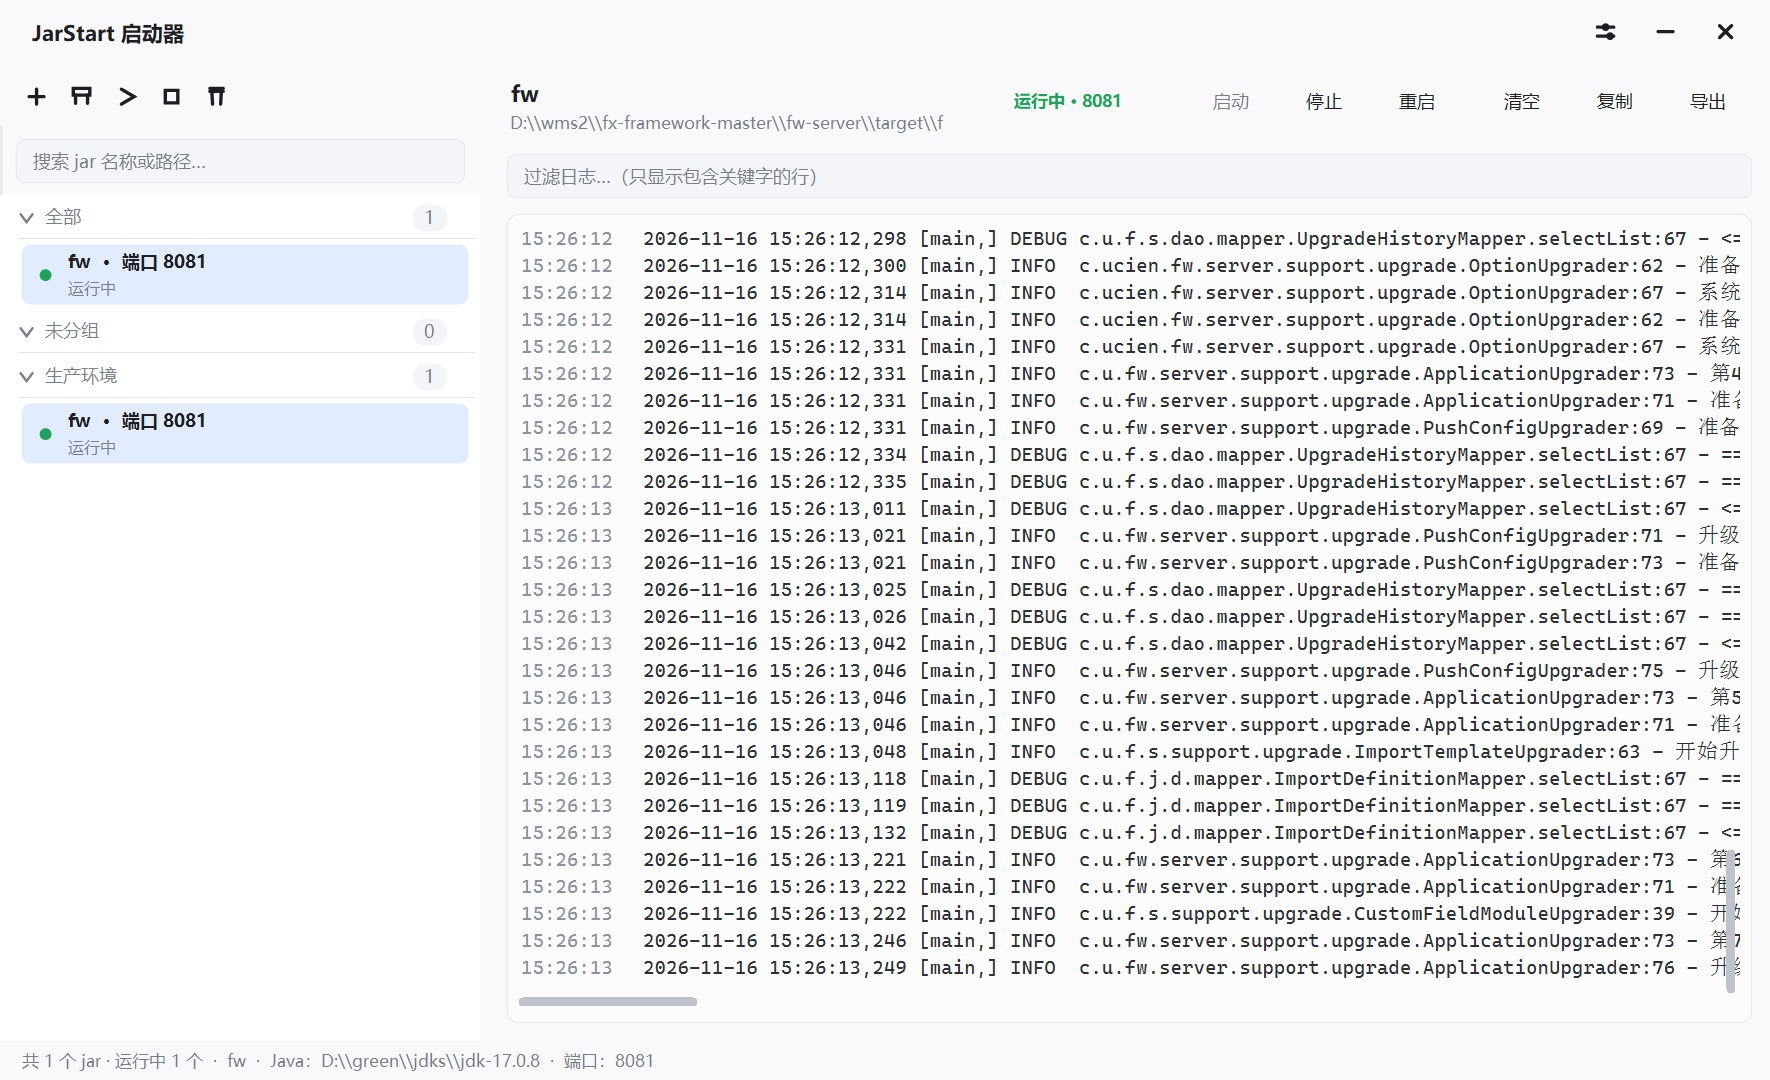 JarStart 启动器
搜索 jar 名称或路径...
全部 1
fw • 端口 8081
运行中
未分组 0
生产环境 1
fw • 端口 8081
运行中
fw
D:\\wms2\\fx-framework-master\\fw-server\\target\\f
运行中 • 8081 启动 停止 重启 清空 复制 导出
过滤日志...（只显示包含关键字的行）
15:26:12 2026-11-16 15:26:12,298 [main,] DEBUG c.u.f.s.dao.mapper.UpgradeHistoryMapper.selectList:67 - <=
15:26:12 2026-11-16 15:26:12,300 [main,] INFO c.ucien.fw.server.support.upgrade.OptionUpgrader:62 - 准备
15:26:12 2026-11-16 15:26:12,314 [main,] INFO c.ucien.fw.server.support.upgrade.OptionUpgrader:67 - 系统
15:26:12 2026-11-16 15:26:12,314 [main,] INFO c.ucien.fw.server.support.upgrade.OptionUpgrader:62 - 准备
15:26:12 2026-11-16 15:26:12,331 [main,] INFO c.ucien.fw.server.support.upgrade.OptionUpgrader:67 - 系统
15:26:12 2026-11-16 15:26:12,331 [main,] INFO c.u.fw.server.support.upgrade.ApplicationUpgrader:73 - 第4
15:26:12 2026-11-16 15:26:12,331 [main,] INFO c.u.fw.server.support.upgrade.ApplicationUpgrader:71 - 准备
15:26:12 2026-11-16 15:26:12,331 [main,] INFO c.u.fw.server.support.upgrade.PushConfigUpgrader:69 - 准备
15:26:12 2026-11-16 15:26:12,334 [main,] DEBUG c.u.f.s.dao.mapper.UpgradeHistoryMapper.selectList:67 - ==
15:26:12 2026-11-16 15:26:12,335 [main,] DEBUG c.u.f.s.dao.mapper.UpgradeHistoryMapper.selectList:67 - ==
15:26:13 2026-11-16 15:26:13,011 [main,] DEBUG c.u.f.s.dao.mapper.UpgradeHistoryMapper.selectList:67 - <=
15:26:13 2026-11-16 15:26:13,021 [main,] INFO c.u.fw.server.support.upgrade.PushConfigUpgrader:71 - 升级
15:26:13 2026-11-16 15:26:13,021 [main,] INFO c.u.fw.server.support.upgrade.PushConfigUpgrader:73 - 准备
15:26:13 2026-11-16 15:26:13,025 [main,] DEBUG c.u.f.s.dao.mapper.UpgradeHistoryMapper.selectList:67 - ==
15:26:13 2026-11-16 15:26:13,026 [main,] DEBUG c.u.f.s.dao.mapper.UpgradeHistoryMapper.selectList:67 - ==
15:26:13 2026-11-16 15:26:13,042 [main,] DEBUG c.u.f.s.dao.mapper.UpgradeHistoryMapper.selectList:67 - <=
15:26:13 2026-11-16 15:26:13,046 [main,] INFO c.u.fw.server.support.upgrade.PushConfigUpgrader:75 - 升级
15:26:13 2026-11-16 15:26:13,046 [main,] INFO c.u.fw.server.support.upgrade.ApplicationUpgrader:73 - 第5
15:26:13 2026-11-16 15:26:13,046 [main,] INFO c.u.fw.server.support.upgrade.ApplicationUpgrader:71 - 准备
15:26:13 2026-11-16 15:26:13,048 [main,] INFO c.u.f.s.support.upgrade.ImportTemplateUpgrader:63 - 开始升
15:26:13 2026-11-16 15:26:13,118 [main,] DEBUG c.u.f.j.d.mapper.ImportDefinitionMapper.selectList:67 - ==
15:26:13 2026-11-16 15:26:13,119 [main,] DEBUG c.u.f.j.d.mapper.ImportDefinitionMapper.selectList:67 - ==
15:26:13 2026-11-16 15:26:13,132 [main,] DEBUG c.u.f.j.d.mapper.ImportDefinitionMapper.selectList:67 - <=
15:26:13 2026-11-16 15:26:13,221 [main,] INFO c.u.fw.server.support.upgrade.ApplicationUpgrader:73 - 第6
15:26:13 2026-11-16 15:26:13,222 [main,] INFO c.u.fw.server.support.upgrade.ApplicationUpgrader:71 - 准备
15:26:13 2026-11-16 15:26:13,222 [main,] INFO c.u.f.s.support.upgrade.CustomFieldModuleUpgrader:39 - 开始
15:26:13 2026-11-16 15:26:13,246 [main,] INFO c.u.fw.server.support.upgrade.ApplicationUpgrader:73 - 第7
15:26:13 2026-11-16 15:26:13,249 [main,] INFO c.u.fw.server.support.upgrade.ApplicationUpgrader:76 - 升级
共 1 个 jar · 运行中 1 个 · fw · Java：D:\\green\\jdks\\jdk-17.0.8 · 端口：8081